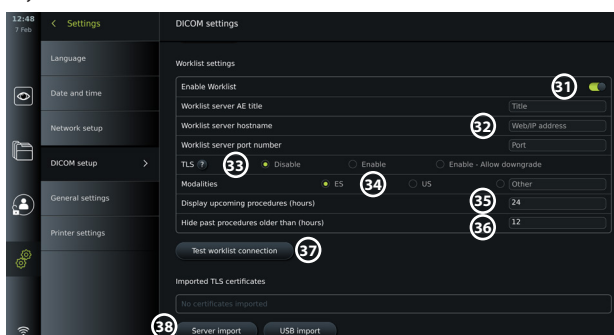 12:48
7 Feb
Settings
DICOM settings
Language
Date and time
Network setup
DICOM setup
General settings
Printer settings
Worklist settings
Enable Worklist 31
Worklist server AE title Title
Worklist server hostname 32 Web/IP address
Worklist server port number Port
TLS ? 33 Disable Enable Enable - Allow downgrade
Modalities ES 34 US Other
Display upcoming procedures (hours) 35 24
Hide past procedures older than (hours) 36 12
Test worklist connection 37
Imported TLS certificates
No certificates imported
38 Server import USB import